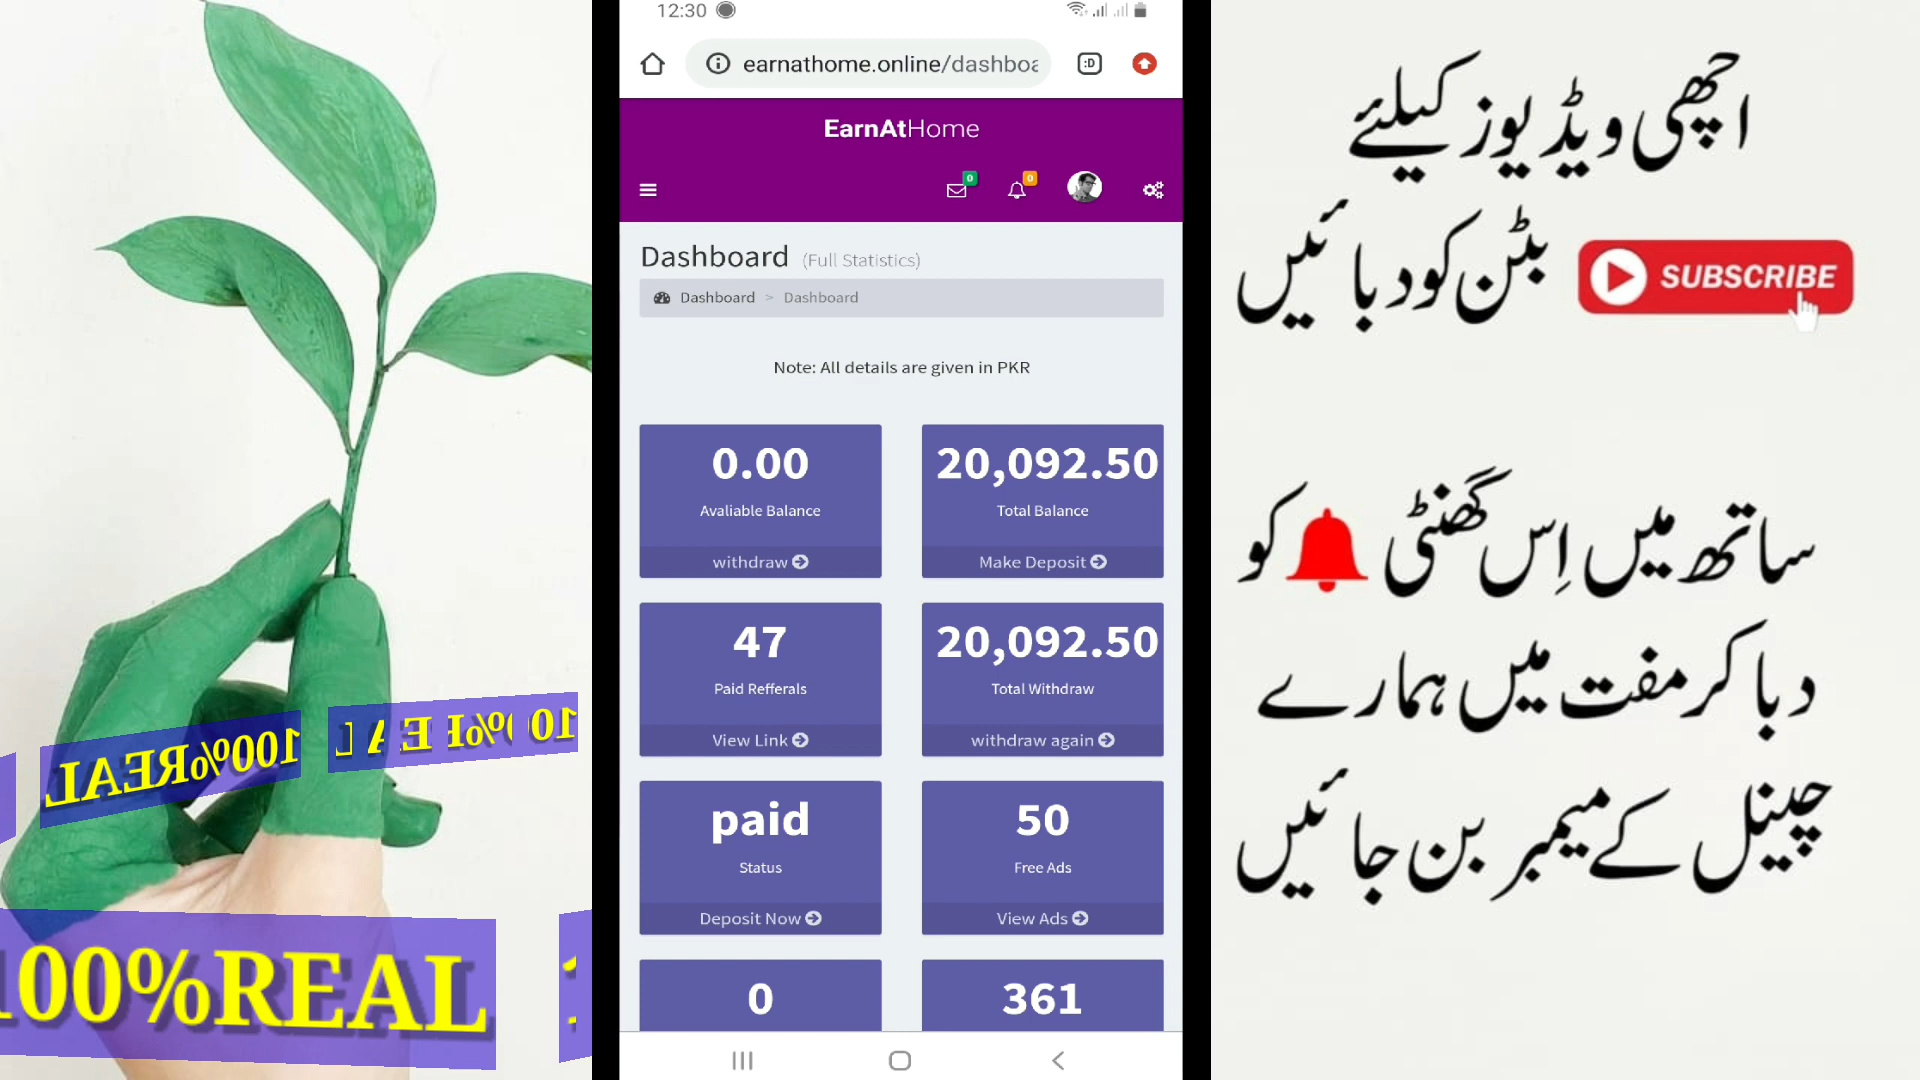 12:30
earnathome.online/dashboa
:D
EarnAtHome
0
0
Dashboard (Full Statistics)
Dashboard > Dashboard
Note: All details are given in PKR
0.00
Avaliable Balance
withdraw
20,092.50
Total Balance
Make Deposit
47
Paid Refferals
View Link
20,092.50
Total Withdraw
withdraw again
paid
Status
Deposit Now
50
Free Ads
View Ads
0
361
اچھی ویڈیوز کیلئے
SUBSCRIBE بٹن کو دبائیں
ساتھ میں اِس گھنٹی کو
دبا کر مفت میں ہمارے
چینل کے میمبر بن جائیں
100%REAL
100%REAL
100%REAL